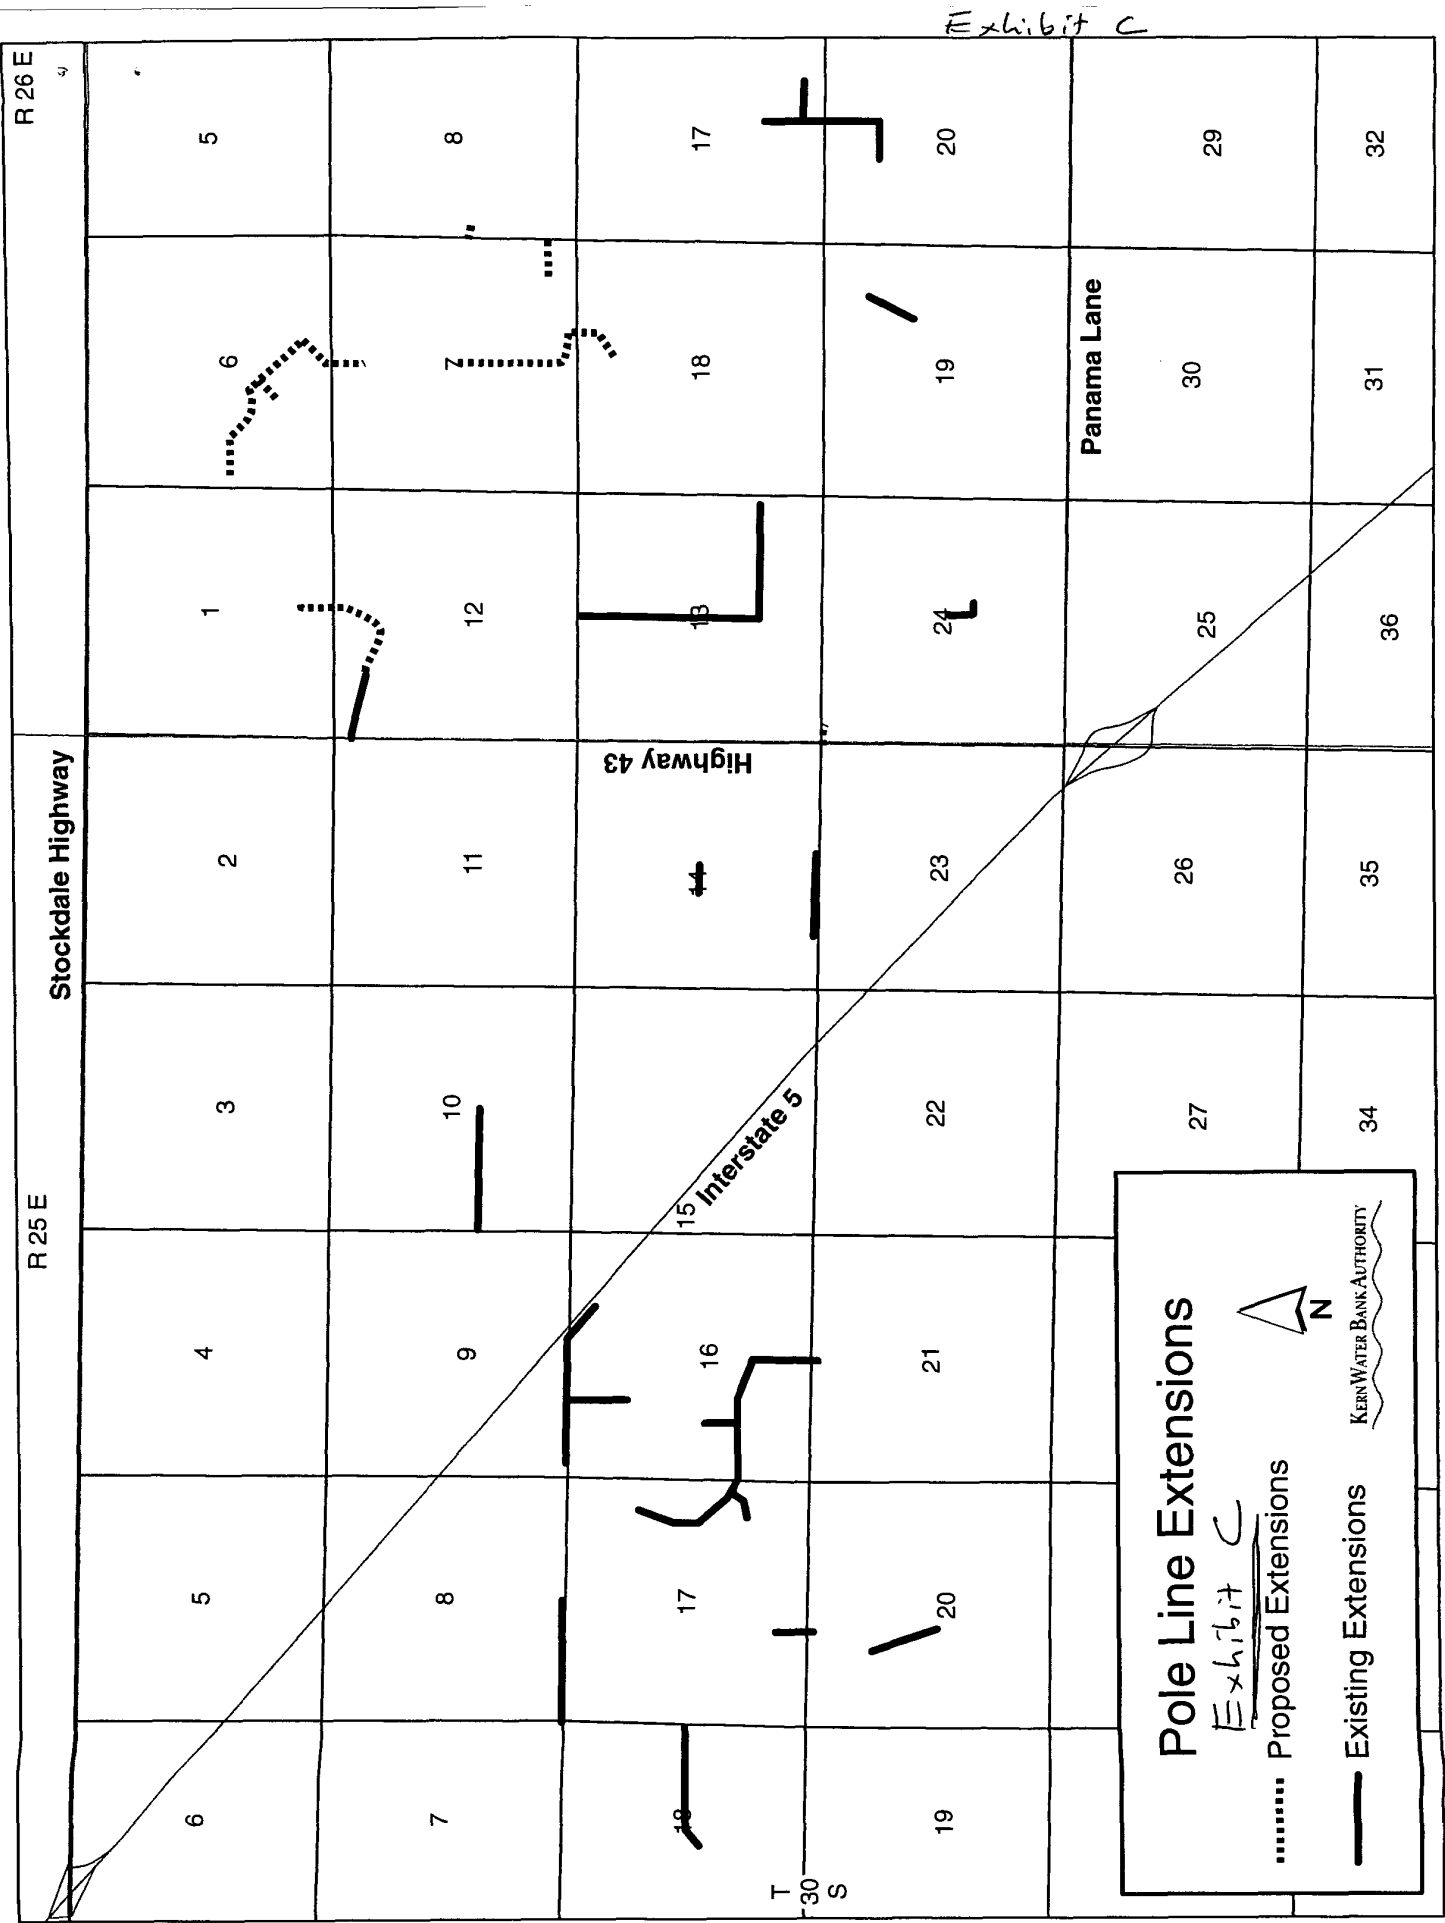 Exhibit C
R 25 E
R 26 E
Stockdale Highway
6
5
4
3
2
1
6
5
7
8
9
10
11
12
7
8
18
17
16
15
14
13
18
17
Interstate 5
Highway 43
T
30
S
19
20
21
22
23
24
19
20
Panama Lane
27
26
25
30
29
34
35
36
31
32
Pole Line Extensions
Exhibit C
Proposed Extensions
Existing Extensions
N
KERN WATER BANK AUTHORITY